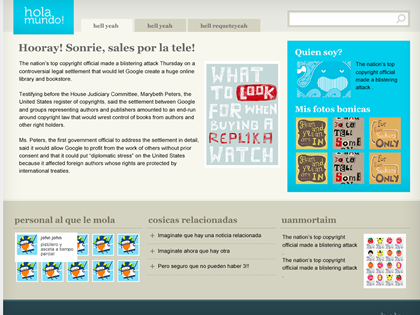 hola
mundo!
hell yeah
hell yeah
hell requeteyeah
Hooray! Sonrie, sales por la tele!
The nation's top copyright official made a blistering attack Thursday on a
controversial legal settlement that would let Google create a huge online
library and bookstore.
Testifying before the House Judiciary Committee, Marybeth Peters, the
United States register of copyrights, said the settlement between Google
and groups representing authors and publishers amounted to an end-run
around copyright law that would wrest control of books from authors and
other right holders.
Ms. Peters, the first government official to address the settlement in detail,
said it would allow Google to profit from the work of others without prior
consent and that it could put "diplomatic stress" on the United States
because it affected foreign authors whose rights are protected by
international treaties.
WHAT
TO
LOOK
FOR WHEN
BUYING A
REPLIKA
WATCH
Quien soy?
The nation's top
copyright official
made a blistering
attack .
Mis fotos bonicas
personal al que le mola
john john
pistolero y
asceta a tiempo
parcial
cosicas relacionadas
+ Imaginate que hay una noticia relacionada
+ Imaginate ahora que hay otra
+ Pero seguro que no pueden haber 3!!
uanmortaim
The nation's top copyright
official made a blistering attack
.
The nation's top copyright
official made a blistering attack
.